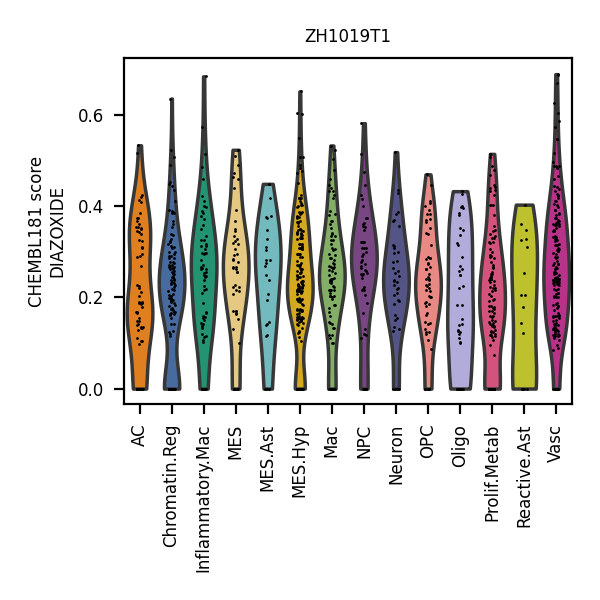 ZH1019T1
CHEMBL181 score
DIAZOXIDE
0.6
0.4
0.2
0.0
AC
Chromatin.Reg
Inflammatory.Mac
MES
MES.Ast
MES.Hyp
Mac
NPC
Neuron
OPC
Oligo
Prolif.Metab
Reactive.Ast
Vasc